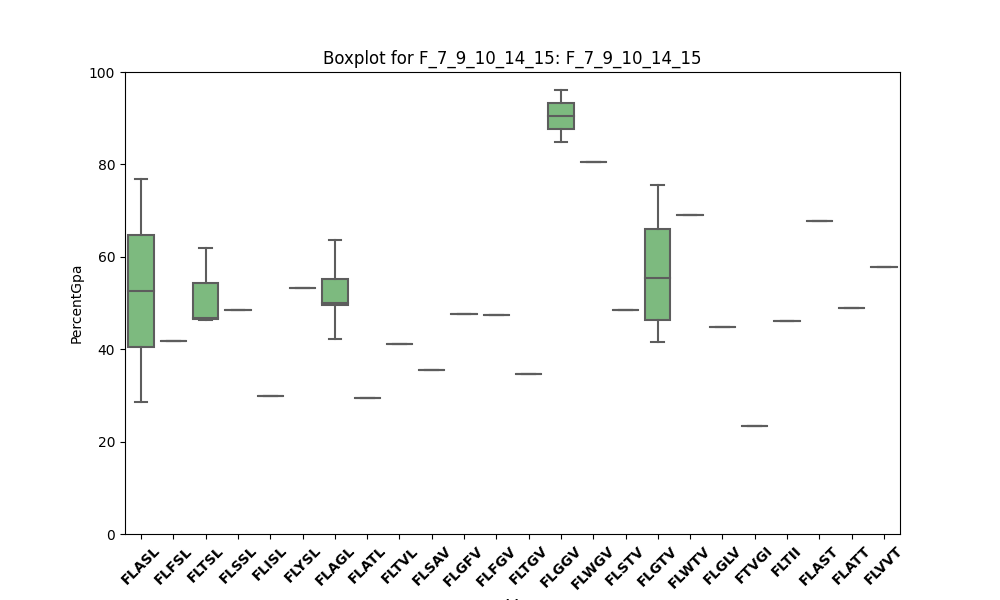 Boxplot for F_7_9_10_14_15: F_7_9_10_14_15
PercentGpa
100
80
60
40
20
0
FLASL
FLFSL
FLTSL
FLSSL
FLISL
FLYSL
FLAGL
FLATL
FLTVL
FLSAV
FLGFV
FLFGV
FLTGV
FLGGV
FLWGV
FLSTV
FLGTV
FLWTV
FLGLV
FTVGI
FLTII
FLAST
FLATT
FLVVT